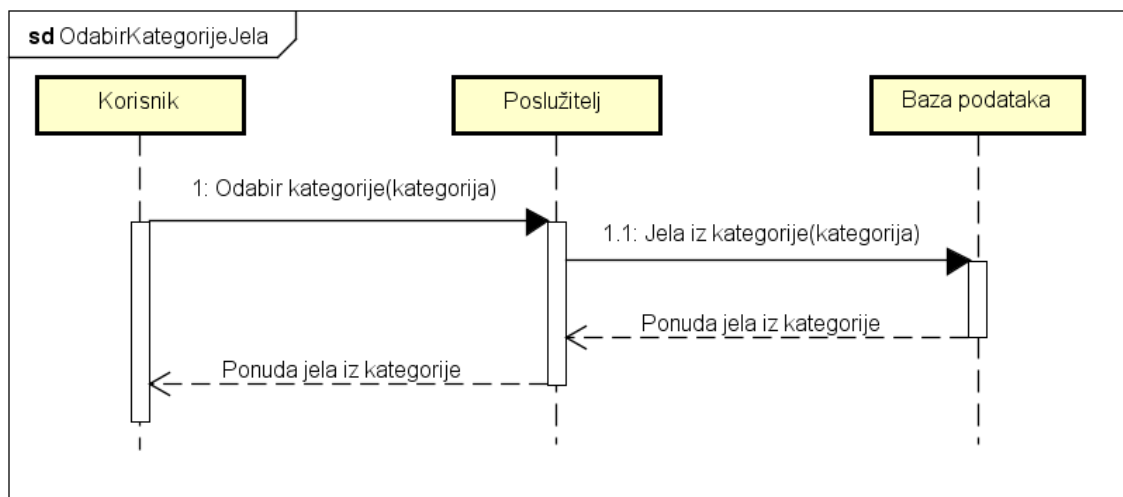 sd OdabirKategorijeJela
Korisnik
Poslužitelj
Baza podataka
1: Odabir kategorije(kategorija)
1.1: Jela iz kategorije(kategorija)
Ponuda jela iz kategorije
Ponuda jela iz kategorije